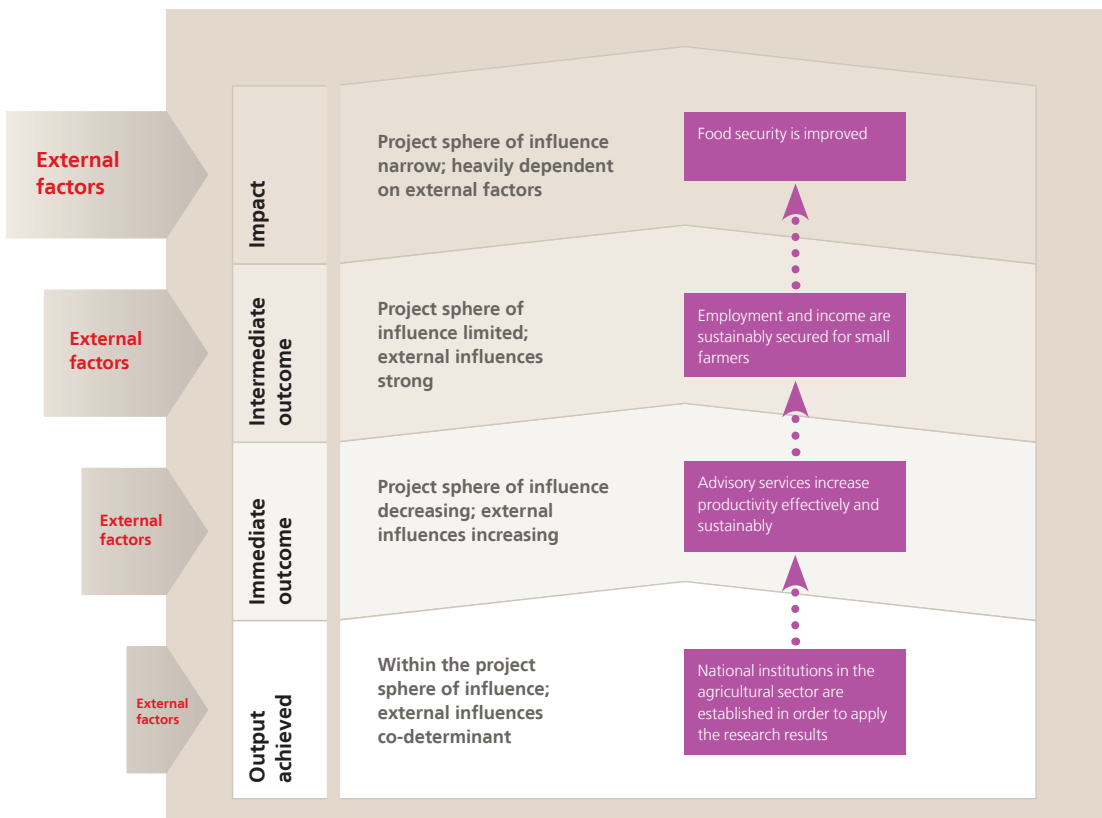 External
factors
Impact
Project sphere of influence
narrow; heavily dependent
on external factors
Food security is improved
External
factors
Intermediate
outcome
Project sphere of
influence limited;
external influences
strong
Employment and income are
sustainably secured for small
farmers
External
factors
Immediate
outcome
Project sphere of influence
decreasing; external
influences increasing
Advisory services increase
productivity effectively and
sustainably
External
factors
Output
achieved
Within the project
sphere of influence;
external influences
co-determinant
National institutions in the
agricultural sector are
established in order to apply
the research results